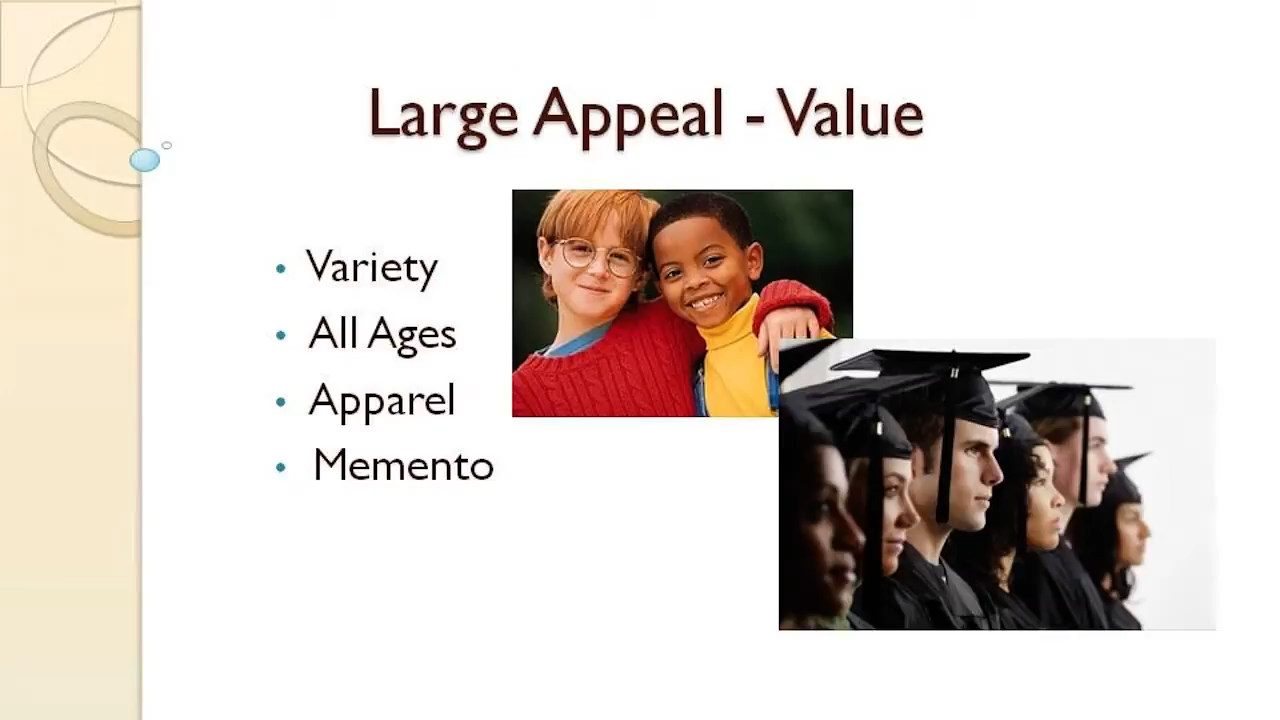 Large Appeal - Value
• Variety
• All Ages
• Apparel
• Memento